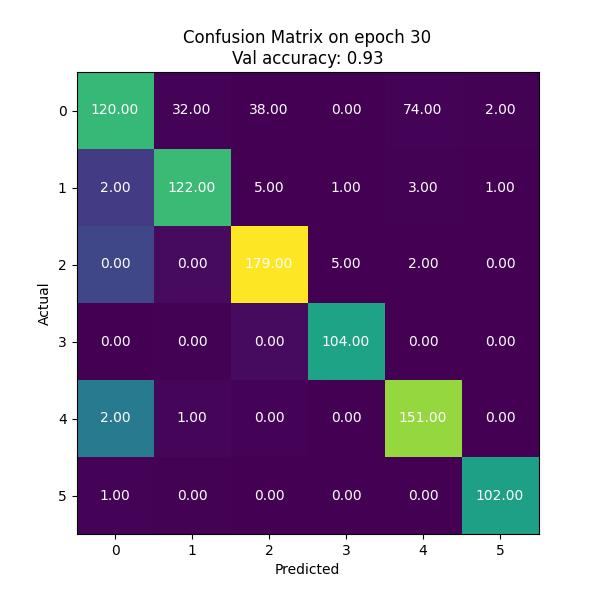 Confusion Matrix on epoch 30
Val accuracy: 0.93
0 120.00 32.00 38.00 0.00 74.00 2.00
1 2.00 122.00 5.00 1.00 3.00 1.00
2 0.00 0.00 179.00 5.00 2.00 0.00
3 0.00 0.00 0.00 104.00 0.00 0.00
4 2.00 1.00 0.00 0.00 151.00 0.00
5 1.00 0.00 0.00 0.00 0.00 102.00
Actual
0 1 2 3 4 5
Predicted